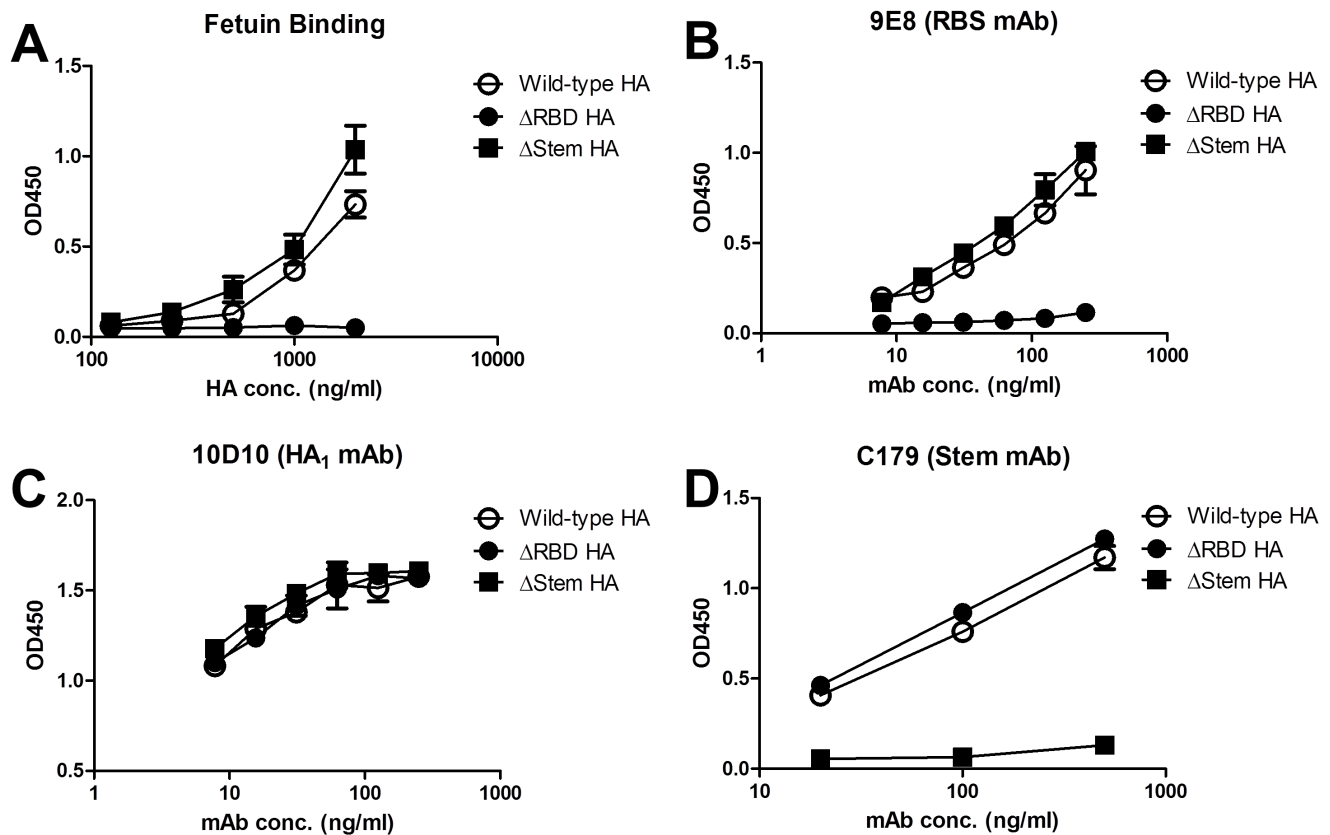 A
Fetuin Binding
1.5
1.0
0.5
0.0
OD450
100
1000
10000
HA conc. (ng/ml)
Wild-type HA
ΔRBD HA
ΔStem HA
B
9E8 (RBS mAb)
1.5
1.0
0.5
0.0
OD450
1
10
100
1000
mAb conc. (ng/ml)
Wild-type HA
ΔRBD HA
ΔStem HA
C
10D10 (HA₁ mAb)
2.0
1.5
1.0
0.5
OD450
1
10
100
1000
mAb conc. (ng/ml)
Wild-type HA
ΔRBD HA
ΔStem HA
D
C179 (Stem mAb)
1.5
1.0
0.5
0.0
OD450
10
100
1000
mAb conc. (ng/ml)
Wild-type HA
ΔRBD HA
ΔStem HA